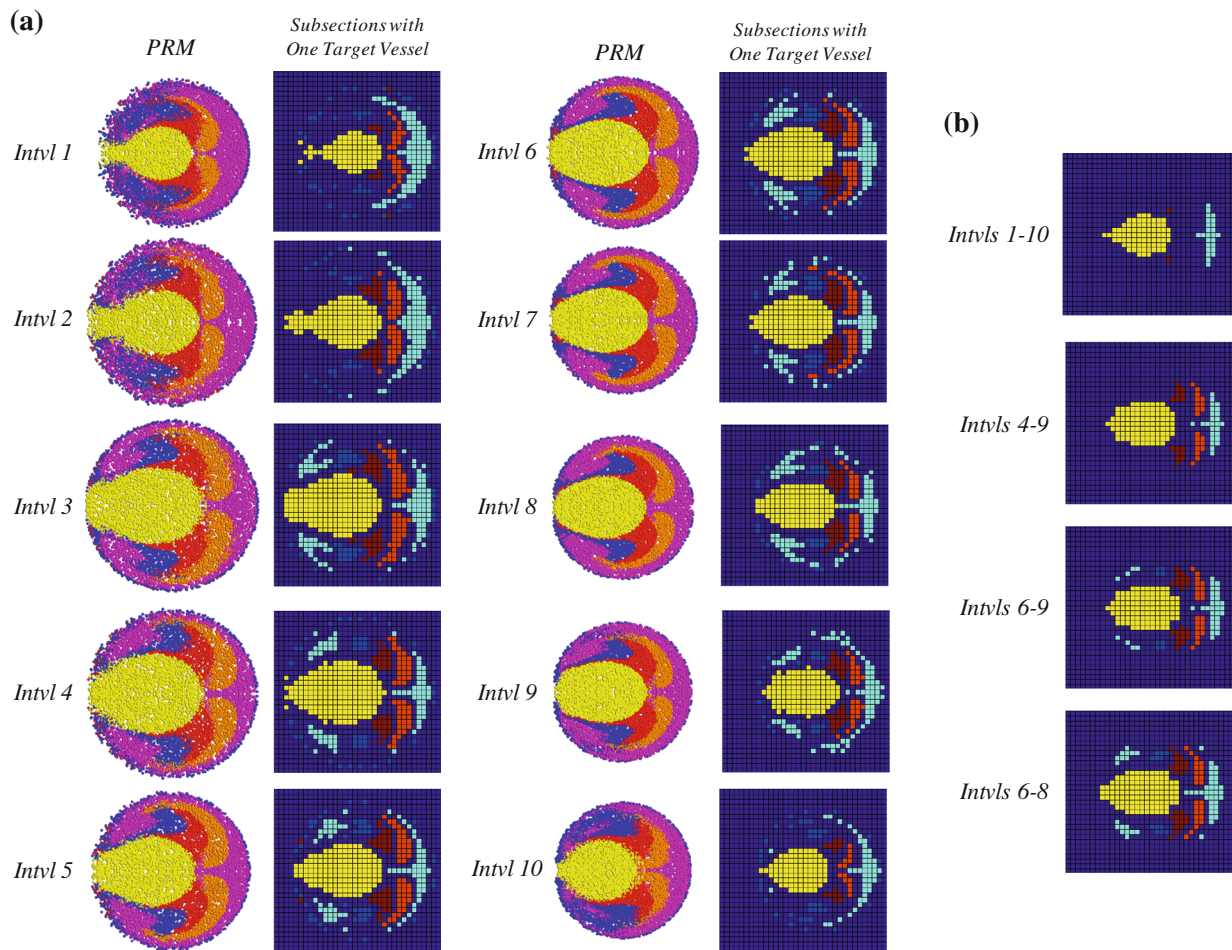 (a)
PRM
Subsections with
One Target Vessel
PRM
Subsections with
One Target Vessel
Intvl 1
Intvl 2
Intvl 3
Intvl 4
Intvl 5
Intvl 6
Intvl 7
Intvl 8
Intvl 9
Intvl 10
(b)
Intvls 1-10
Intvls 4-9
Intvls 6-9
Intvls 6-8